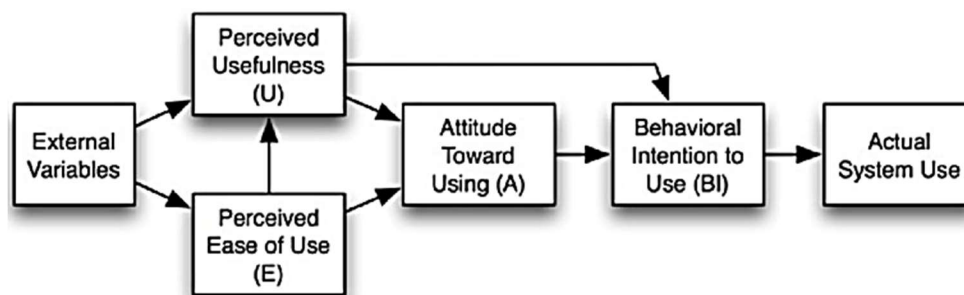 External
Variables
Perceived
Usefulness
(U)
Perceived
Ease of Use
(E)
Attitude
Toward
Using (A)
Behavioral
Intention to
Use (BI)
Actual
System Use